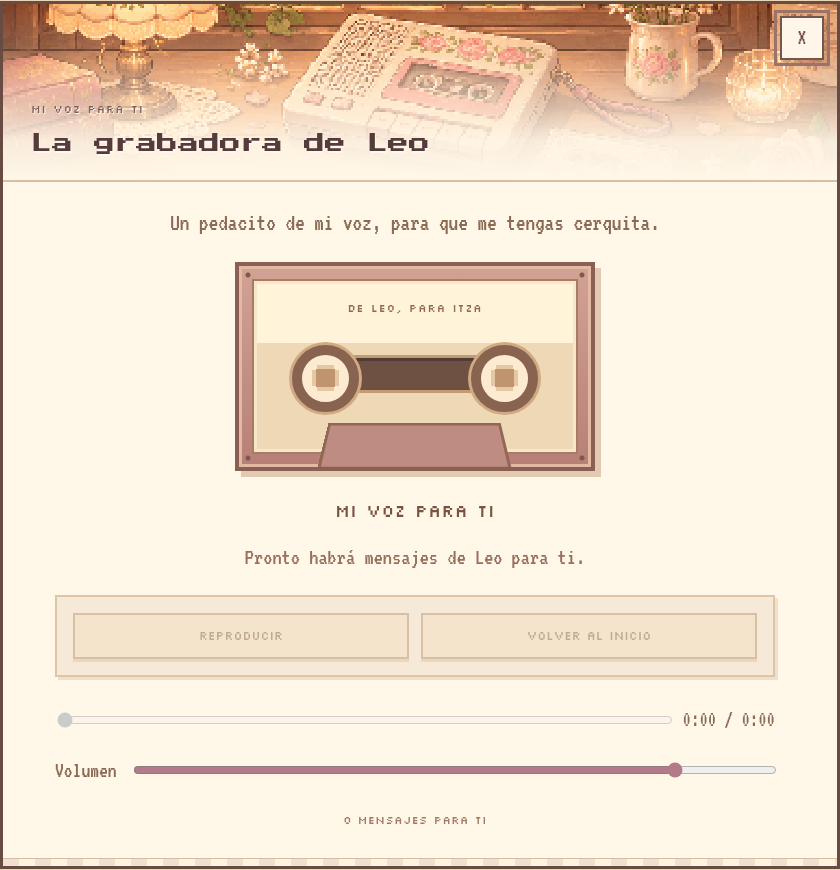 X
MI VOZ PARA TI
La grabadora de Leo
Un pedacito de mi voz, para que me tengas cerquita.
DE LEO, PARA ITZA
MI VOZ PARA TI
Pronto habrá mensajes de Leo para ti.
REPRODUCIR
VOLVER AL INICIO
0:00 / 0:00
Volumen
0 MENSAJES PARA TI